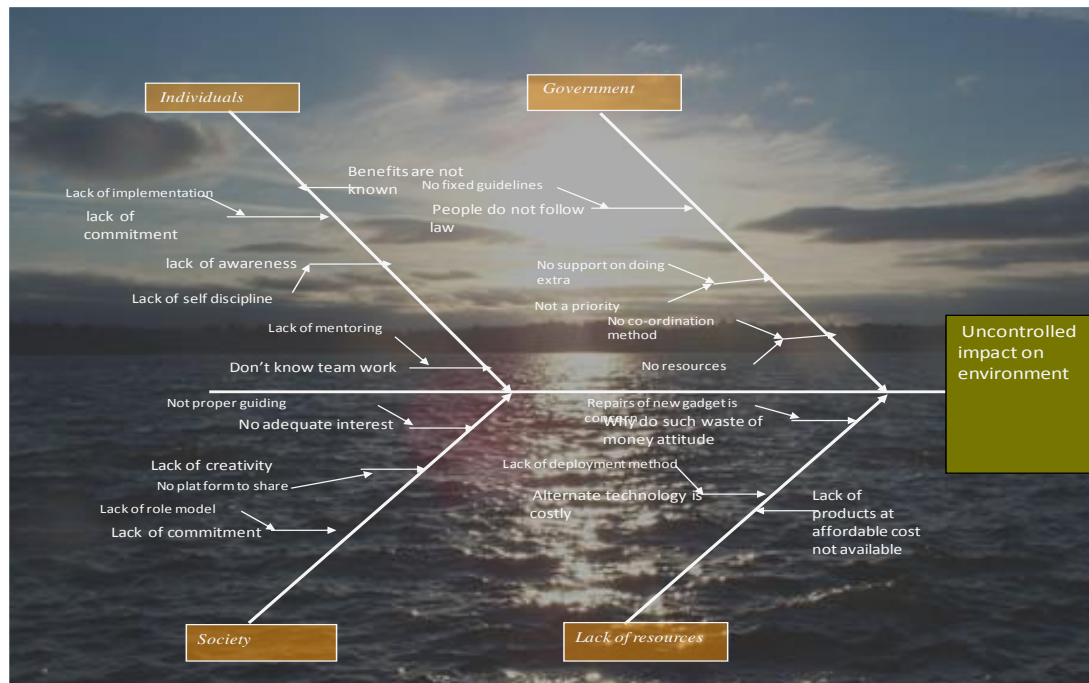 Individuals
Government
Benefits are not
known
Lack of implementation
lack of
commitment
lack of awareness
Lack of self discipline
Lack of mentoring
Don’t know team work
No fixed guidelines
People do not follow
law
No support on doing
extra
Not a priority
No co-ordination
method
No resources
Uncontrolled
impact on
environment
Not proper guiding
No adequate interest
Lack of creativity
No plat form to share
Lack of role model
Lack of commitment
Society
Repairs of new gadget is
concern
Why do such waste of
money attitude
Lack of deployment method
Alternate technology is
costly
Lack of
products at
affordable cost
not available
Lack of resources